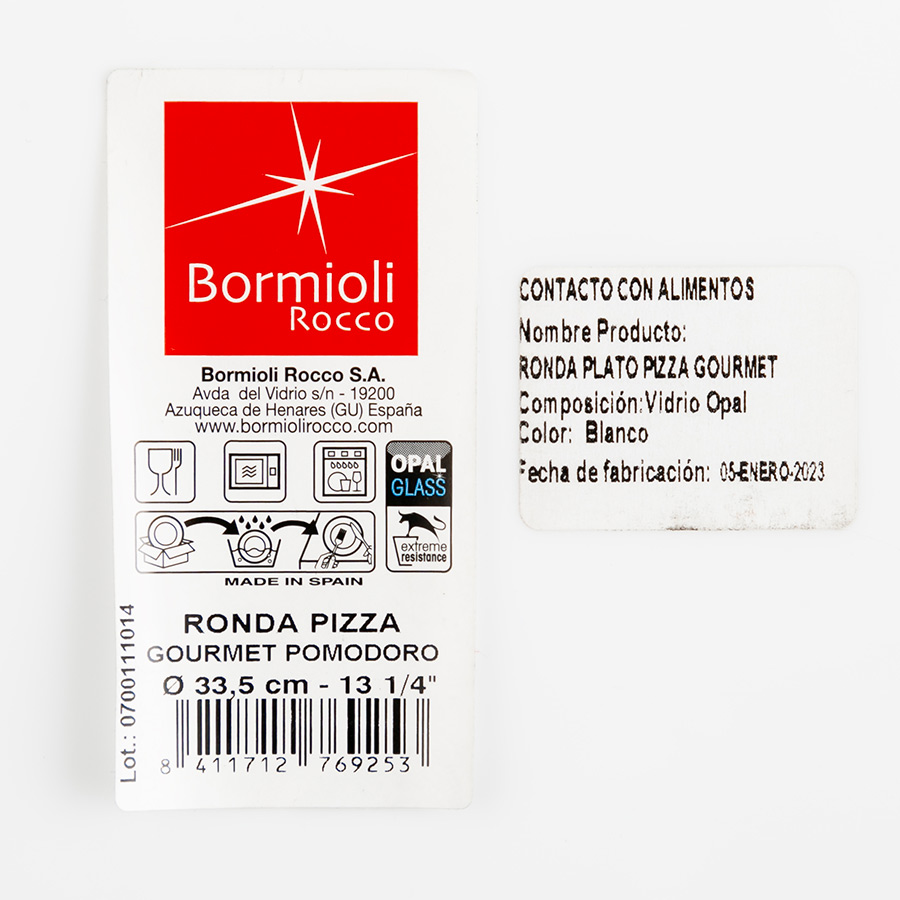 Bormioli
Rocco
Bormioli Rocco S.A.
Avda del Vidrio s/n - 19200
Azuqueca de Henares (GU) España
www.bormiolirocco.com
OPAL
GLASS
extreme
resistance
MADE IN SPAIN
RONDA PIZZA
GOURMET POMODORO
Ø 33,5 cm - 13 1/4"
8 411712 769253
Lot.: 0700111014
CONTACTO CON ALIMENTOS
Nombre Producto:
RONDA PLATO PIZZA GOURMET
Composición: Vidrio Opal
Color: Blanco
Fecha de fabricación: 05-ENERO-2023